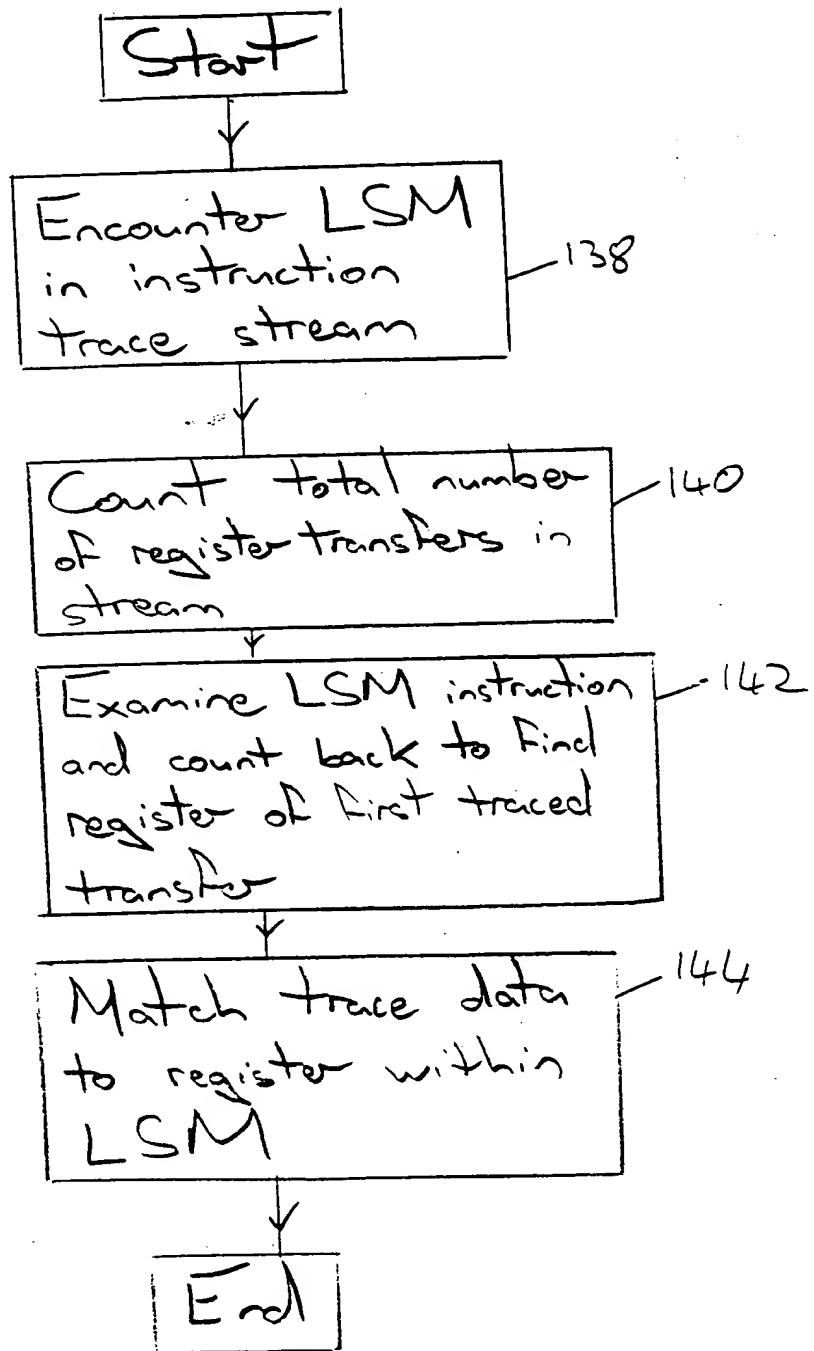 Start
Encounter LSM
in instruction
trace stream
138
Count total number
of register transfers in
stream
140
Examine LSM instruction
and count back to find
register of first traced
transfer
142
Match trace data
to register within
LSM
144
End